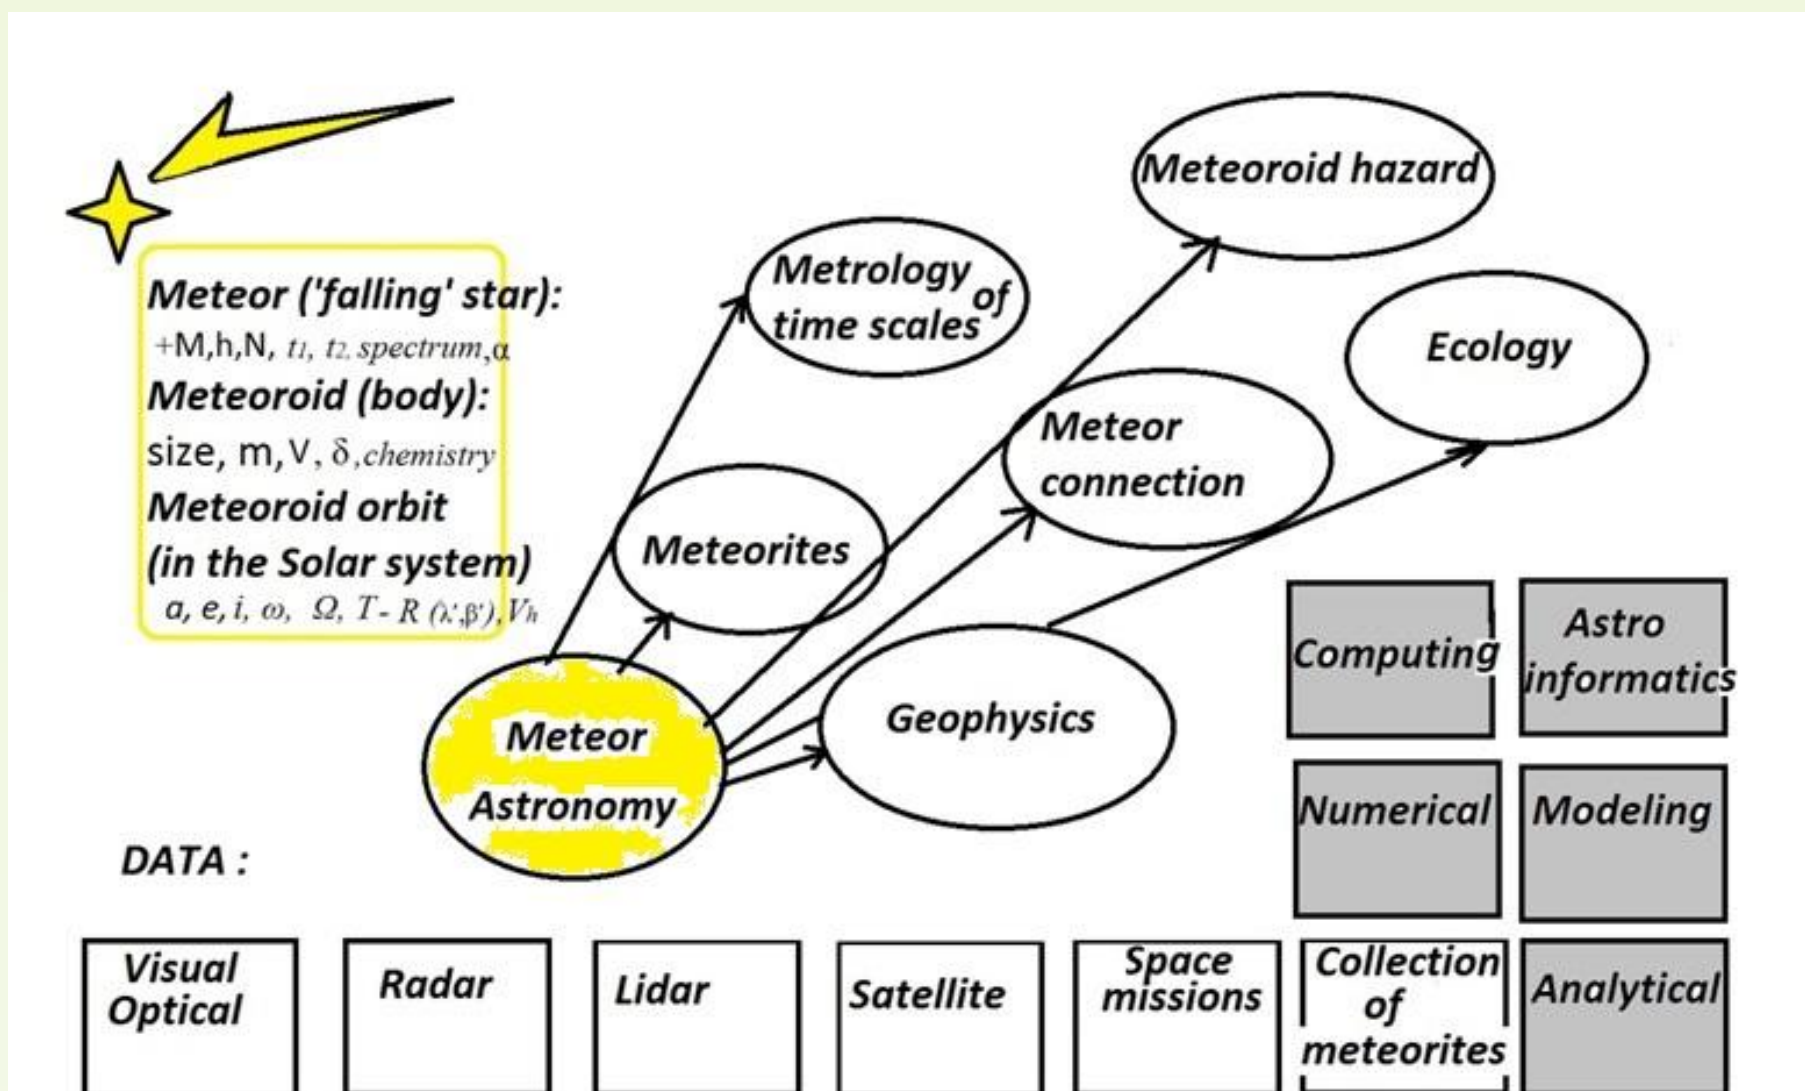 Meteor ('falling' star):
+M,h,N, t1, t2, spectrum,α
Meteoroid (body):
size, m,V, δ,chemistry
Meteoroid orbit
(in the Solar system)
a, e, i, ω, Ω, T- R (λ',β'),Vh
Metrology of
time scales
Meteoroid hazard
Ecology
Meteor
connection
Meteorites
Geophysics
Meteor
Astronomy
Computing
Astro
informatics
Numerical
Modeling
DATA :
Visual
Optical
Radar
Lidar
Satellite
Space
missions
Collection
of
meteorites
Analytical